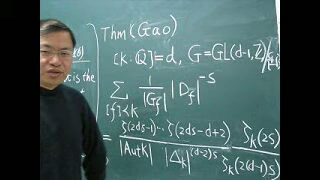 Thm k (Gao)
[k:Q]=d, G=GL(d-1,Z)
is the
∑ 1/|G_f| |D_f|^{-s}
[f]<k
= ζ(2ds-1)⋯ζ(2ds-d+2) / |Aut k| |Δ_k|^{(d-2)s} ζ_k(2s) / ζ_k(2(d-1)s)